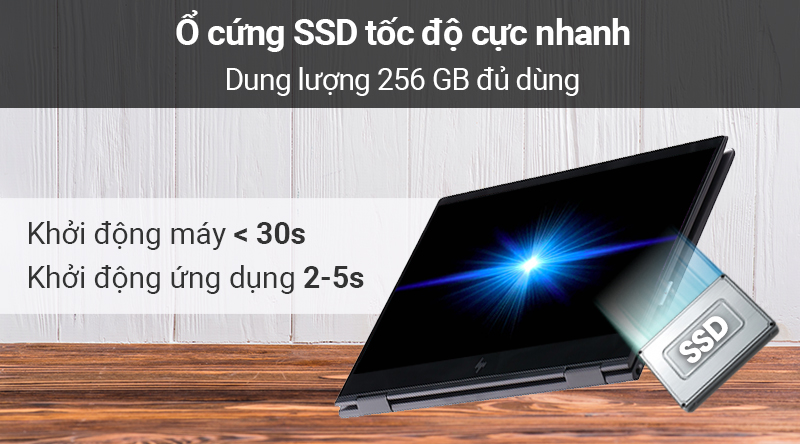 Ổ cứng SSD tốc độ cực nhanh
Dung lượng 256 GB đủ dùng
Khởi động máy < 30s
Khởi động ứng dụng 2-5s
SSD
hp